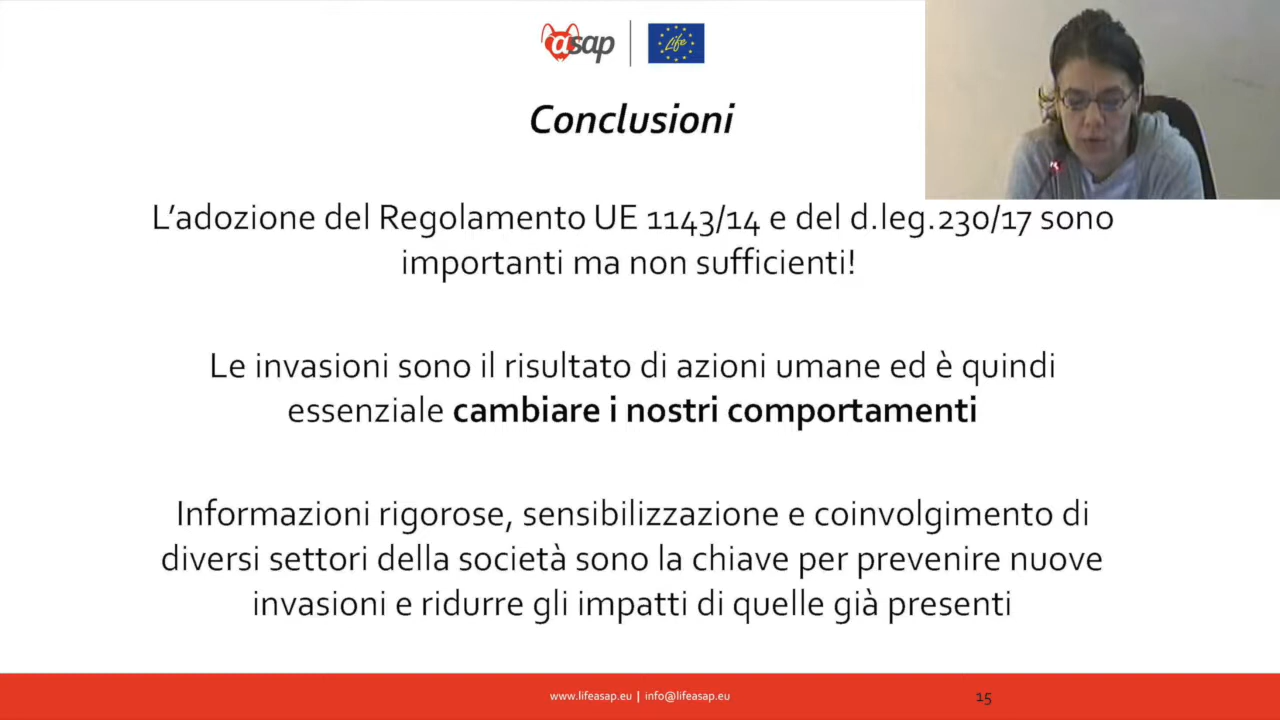 asap
Life
Conclusioni
L’adozione del Regolamento UE 1143/14 e del d.leg.230/17 sono
importanti ma non sufficienti!
Le invasioni sono il risultato di azioni umane ed è quindi
essenziale cambiare i nostri comportamenti
Informazioni rigorose, sensibilizzazione e coinvolgimento di
diversi settori della società sono la chiave per prevenire nuove
invasioni e ridurre gli impatti di quelle già presenti
www.lifeasap.eu | info@lifeasap.eu
15